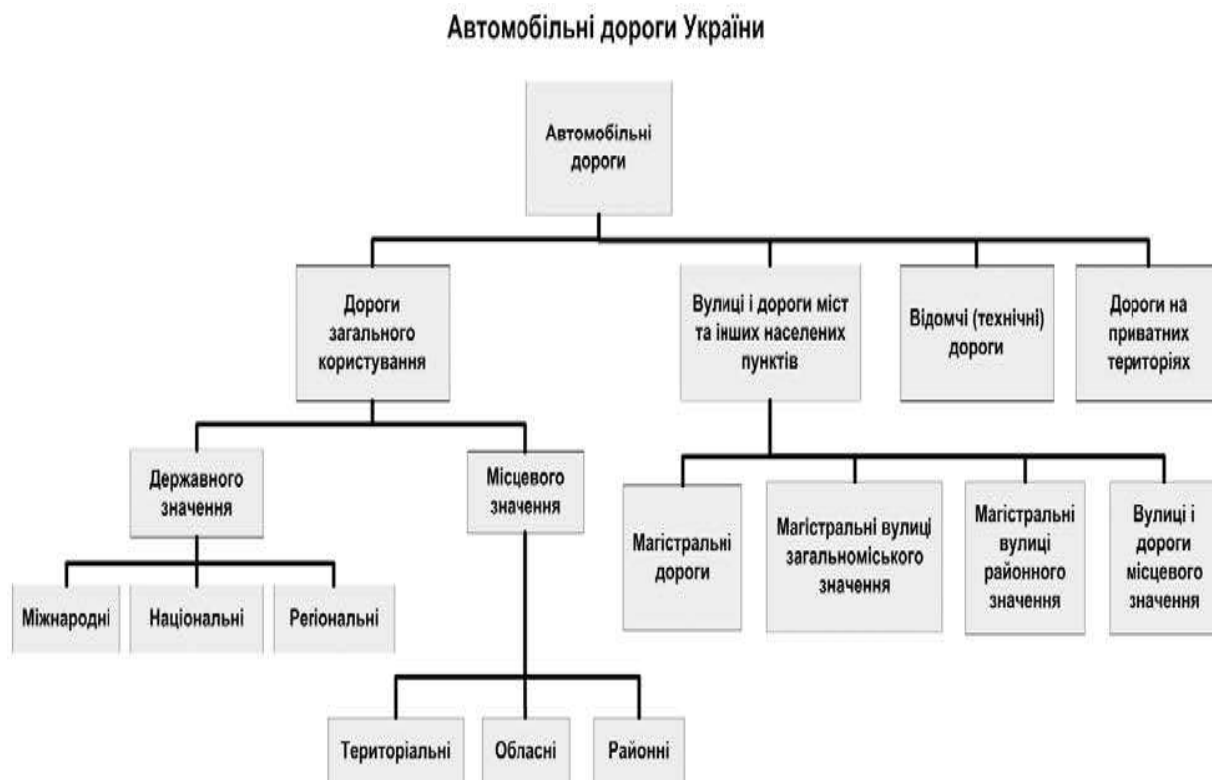 Автомобільні дороги України
Автомобільні
дороги
Дороги
загального
користування
Вулиці і дороги міст
та інших населених
пунктів
Відомчі (технічні)
дороги
Дороги на
приватних
територіях
Державного
значення
Місцевого
значення
Магістральні
дороги
Магістральні вулиці
загальноміського
значення
Магістральні
вулиці
районного
значення
Вулиці і
дороги
місцевого
значення
Міжнародні
Національні
Регіональні
Територіальні
Обласні
Районні